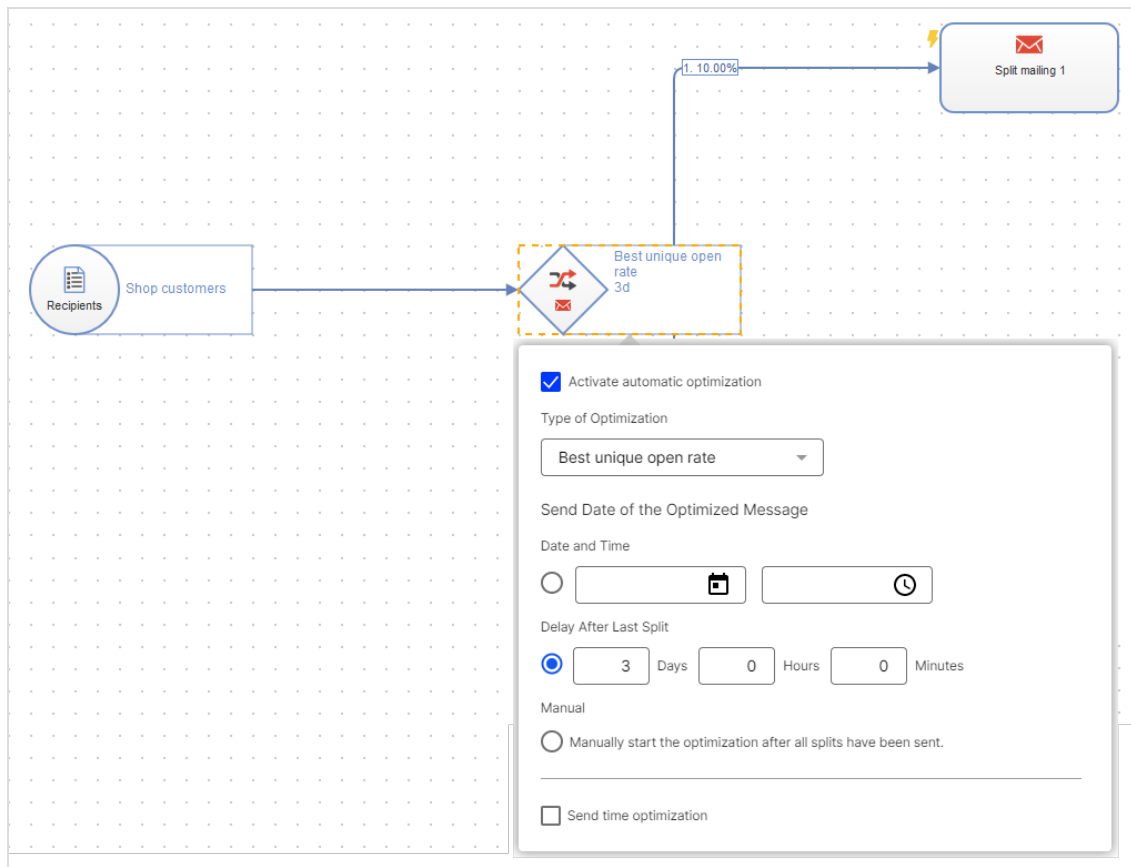 1. 10.00%
Split mailing 1
Recipients
Shop customers
Best unique open
rate
3d
Activate automatic optimization
Type of Optimization
Best unique open rate
Send Date of the Optimized Message
Date and Time
Delay After Last Split
3 Days 0 Hours 0 Minutes
Manual
Manually start the optimization after all splits have been sent.
Send time optimization